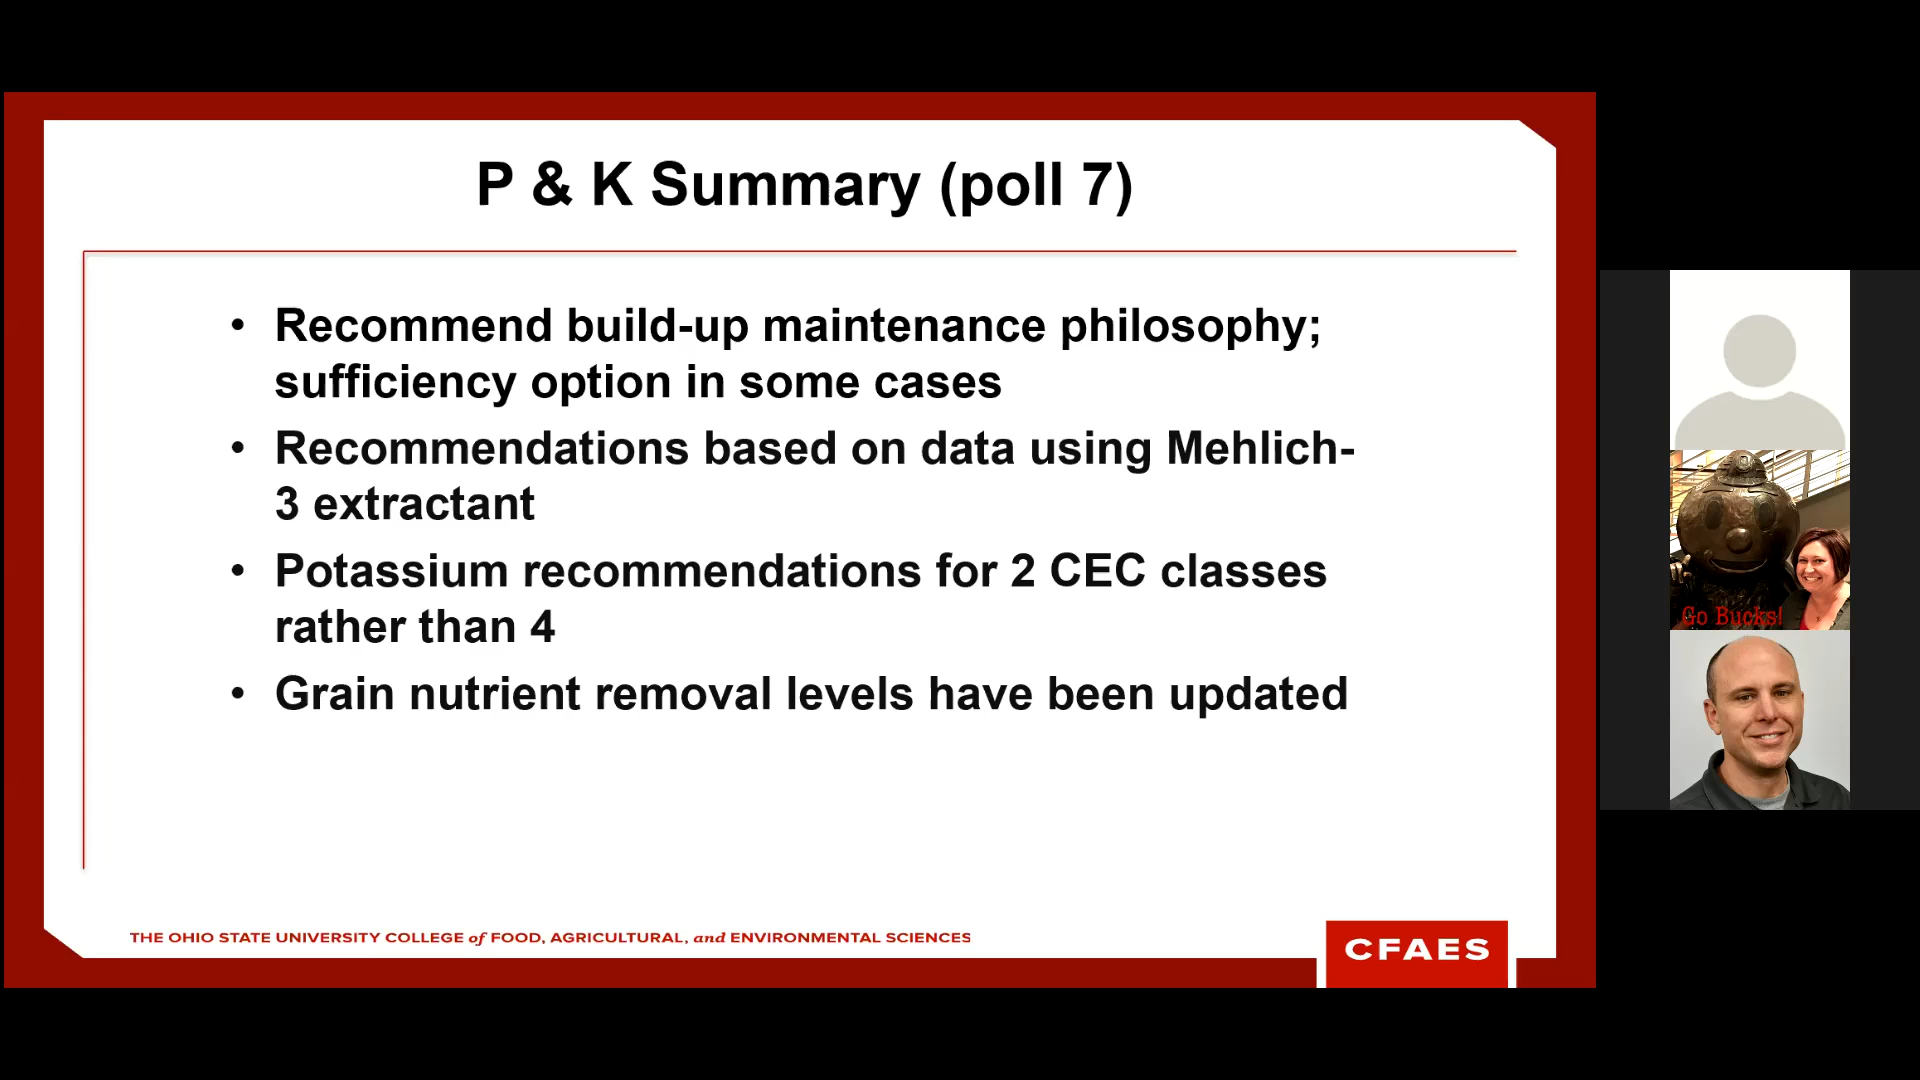 P & K Summary (poll 7)
• Recommend build-up maintenance philosophy;
sufficiency option in some cases
• Recommendations based on data using Mehlich-
3 extractant
• Potassium recommendations for 2 CEC classes
rather than 4
• Grain nutrient removal levels have been updated
THE OHIO STATE UNIVERSITY COLLEGE of FOOD, AGRICULTURAL, and ENVIRONMENTAL SCIENCES
CFAES
Go Bucks!